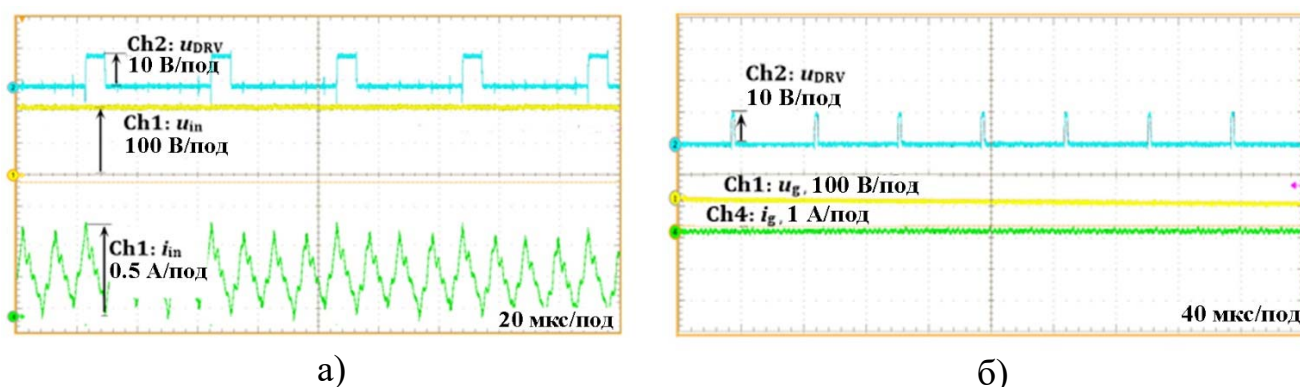 Ch2: uDRV
10 В/под
Ch1: uin
100 В/под
Ch1: iin
0.5 А/под
20 мкс/под
а)
Ch2: uDRV
10 В/под
Ch1: ug, 100 В/под
Ch4: ig, 1 А/под
40 мкс/под
б)